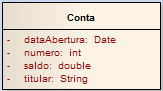 Conta
- dataAbertura: Date
- numero: int
- saldo: double
- titular: String